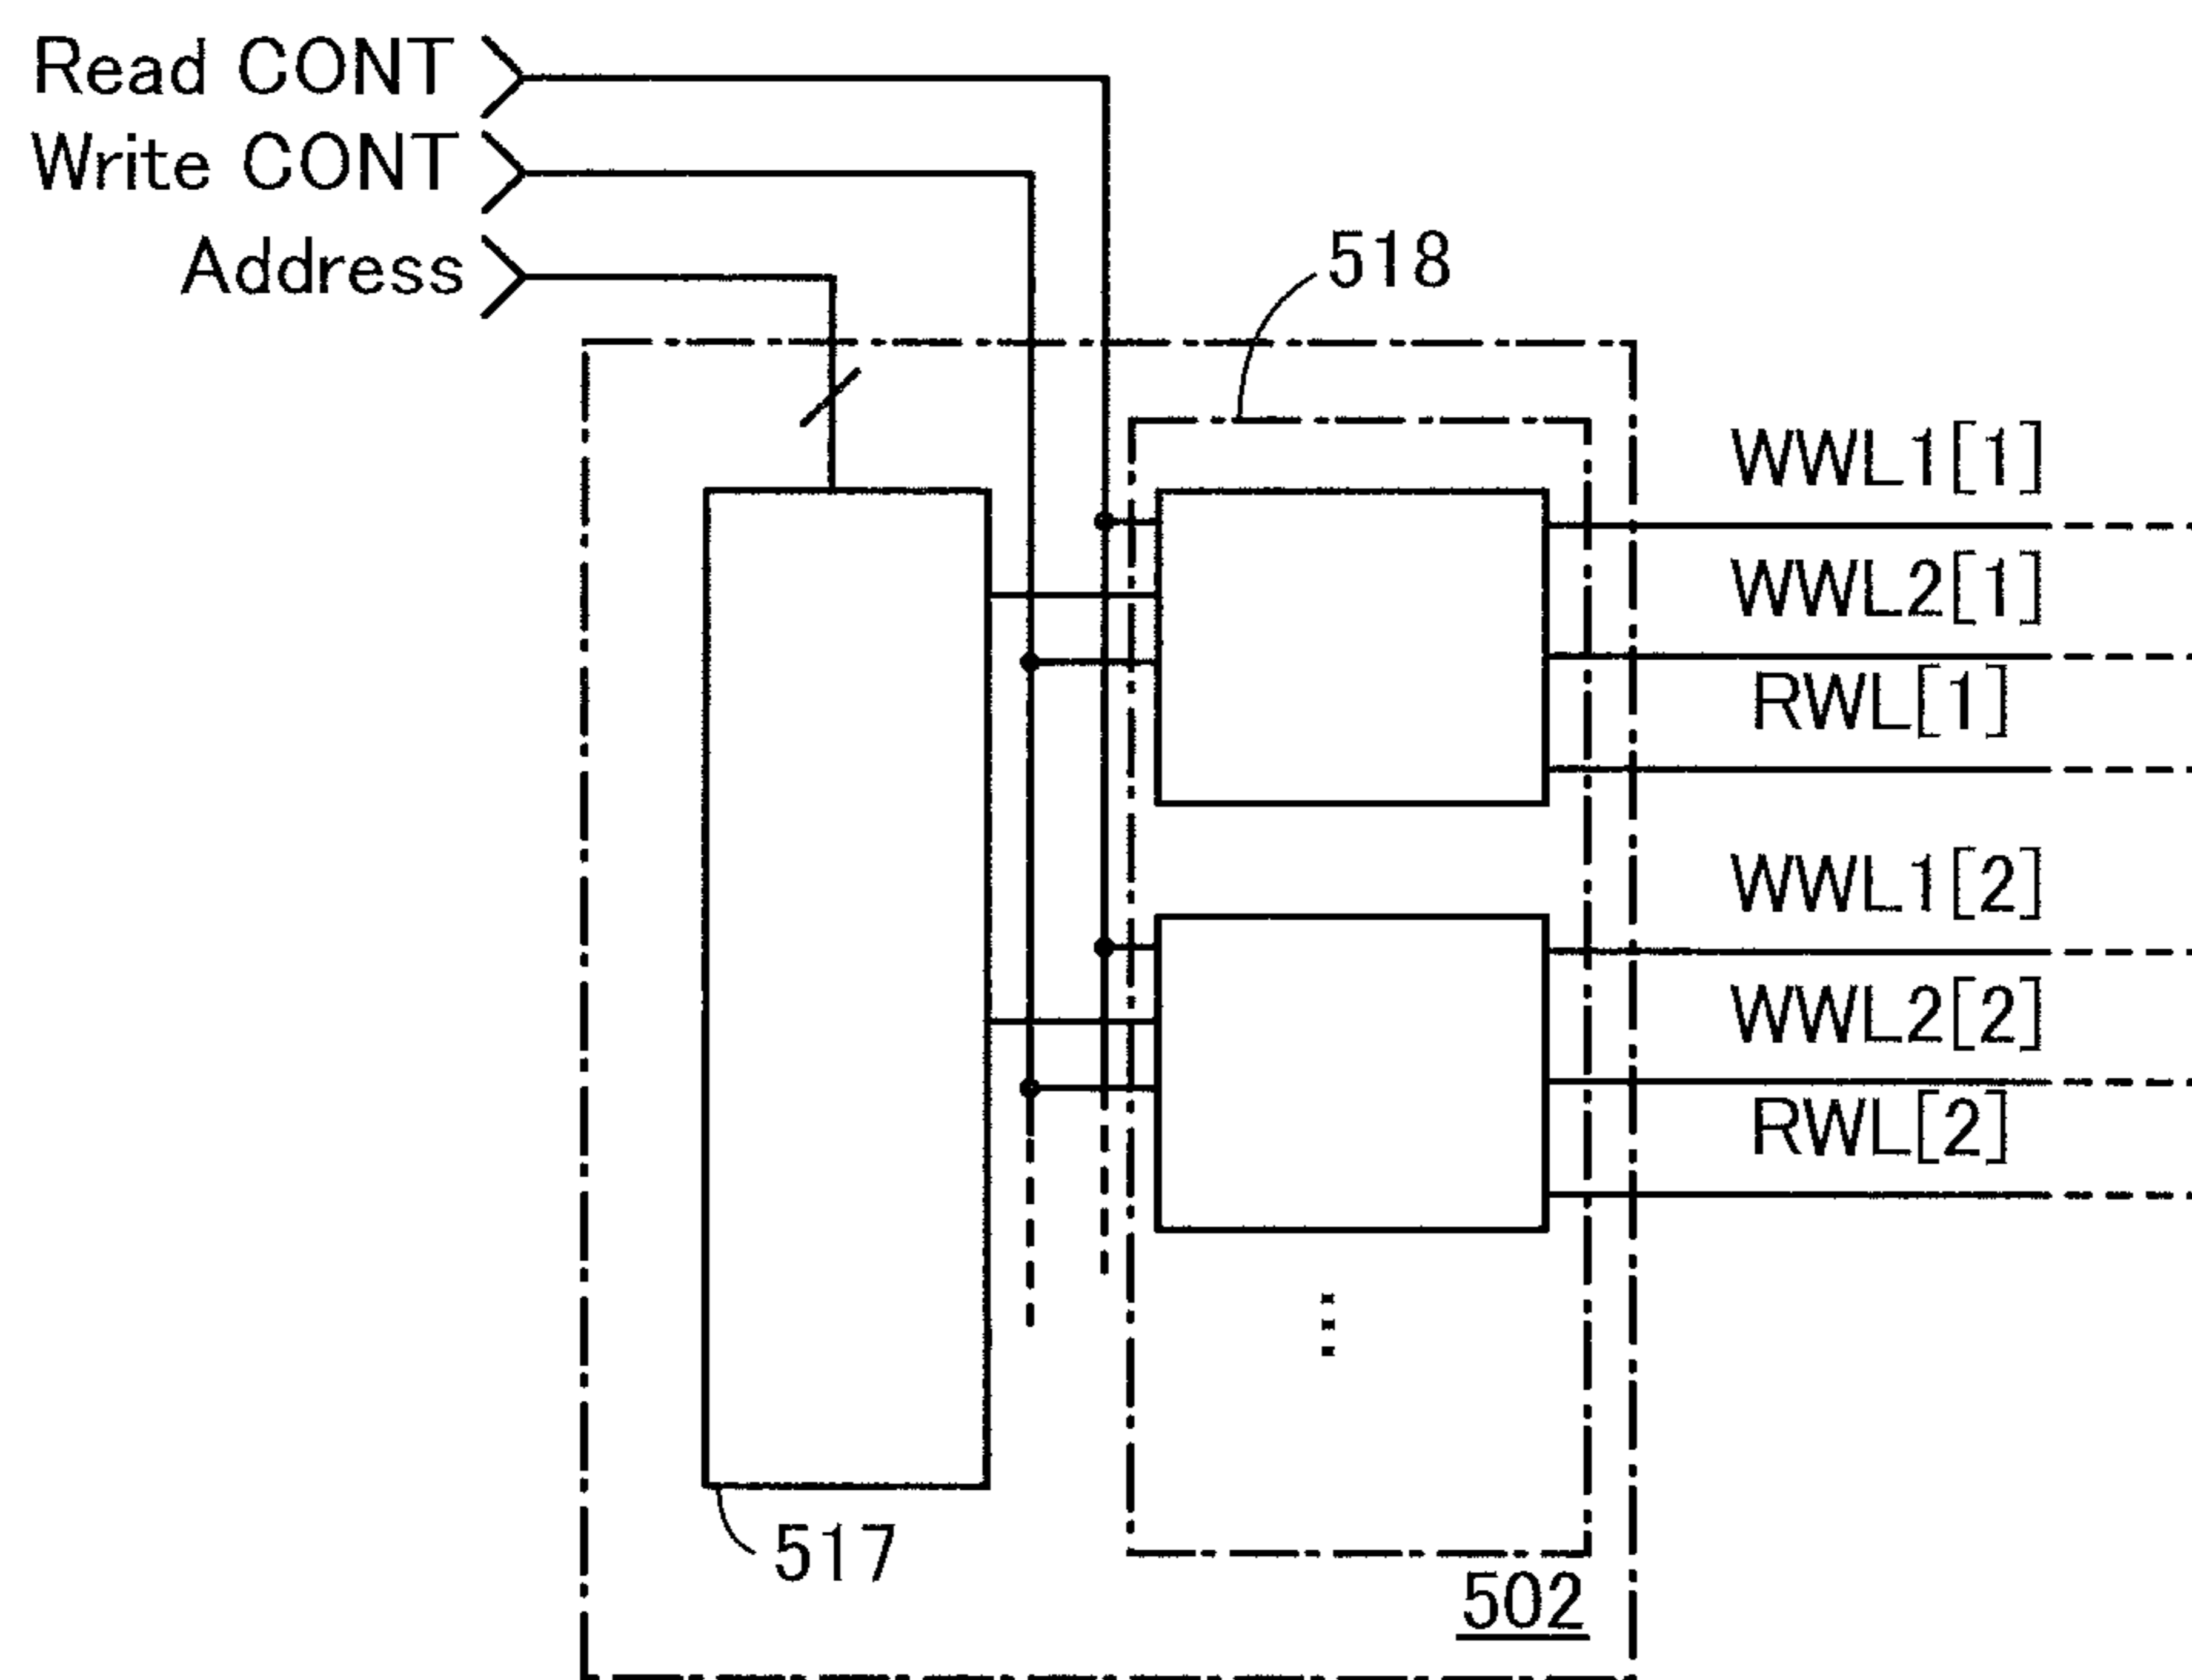 Read CONT
Write CONT
Address
518
WWL1[1]
WWL2[1]
RWL[1]
WWL1[2]
WWL2[2]
RWL[2]
517
502